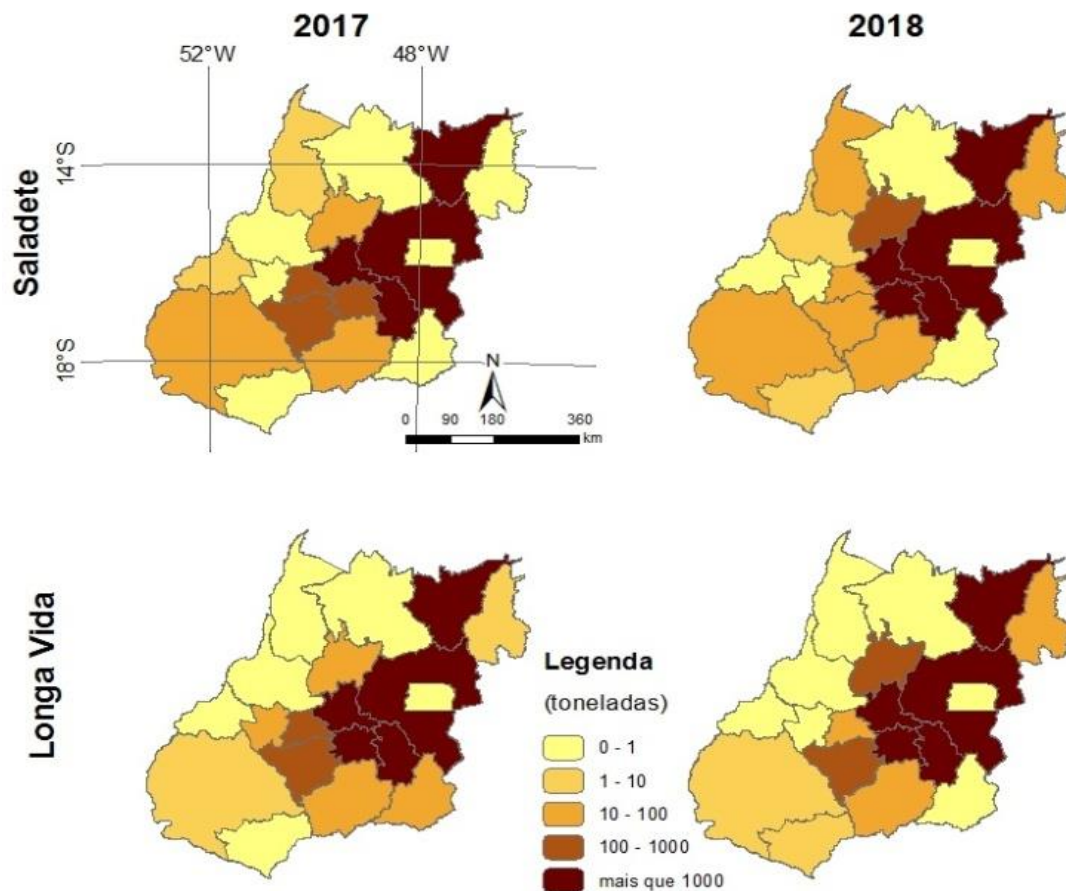 2017
2018
52°W
48°W
14°S
Saladete
18°S
N
0 90 180 360
km
Longa Vida
Legenda
(toneladas)
0 - 1
1 - 10
10 - 100
100 - 1000
mais que 1000